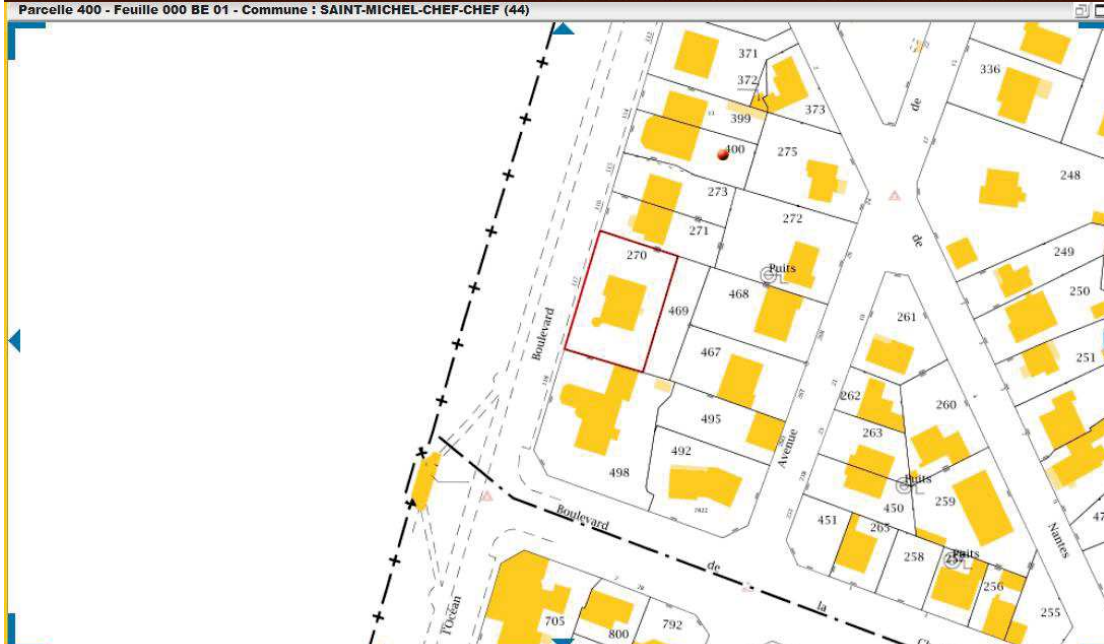 Parcelle 400 - Feuille 000 BE 01 - Commune : SAINT-MICHEL-CHEF-CHEF (44)
371
372
373
399
400
275
336
248
de
273
272
271
270
de
249
250
251
Puits
468
469
467
261
262
260
263
Boulevard
495
492
498
Avenue
Puits
450
259
451
265
258
Puits
256
255
Nantes
Boulevard
de
la
l'Océan
705
800
792